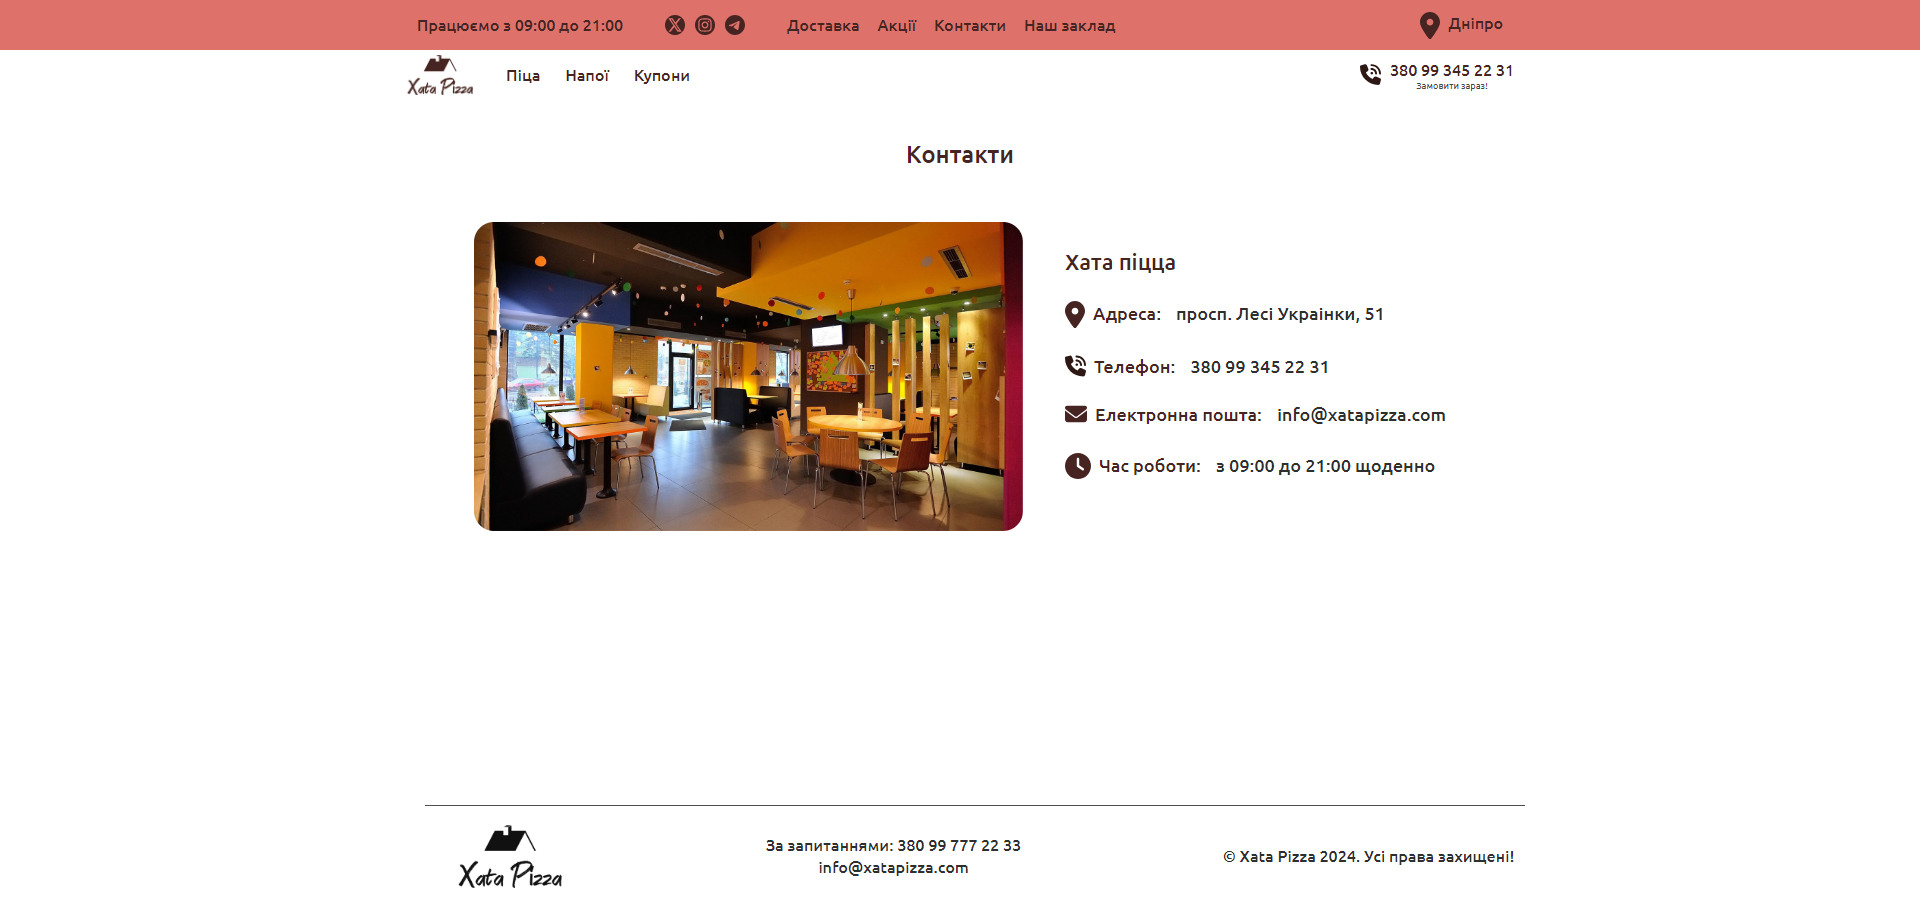 Працюємо з 09:00 до 21:00 Доставка Акції Контакти Наш заклад Дніпро
Xata Pizza Піца Напої Купони 380 99 345 22 31
Замовити зараз!
Контакти
Хата піцца
Адреса: просп. Лесі Украінки, 51
Телефон: 380 99 345 22 31
Електронна пошта: info@xatapizza.com
Час роботи: з 09:00 до 21:00 щоденно
Xata Pizza
За запитаннями: 380 99 777 22 33
info@xatapizza.com
© Xata Pizza 2024. Усі права захищені!